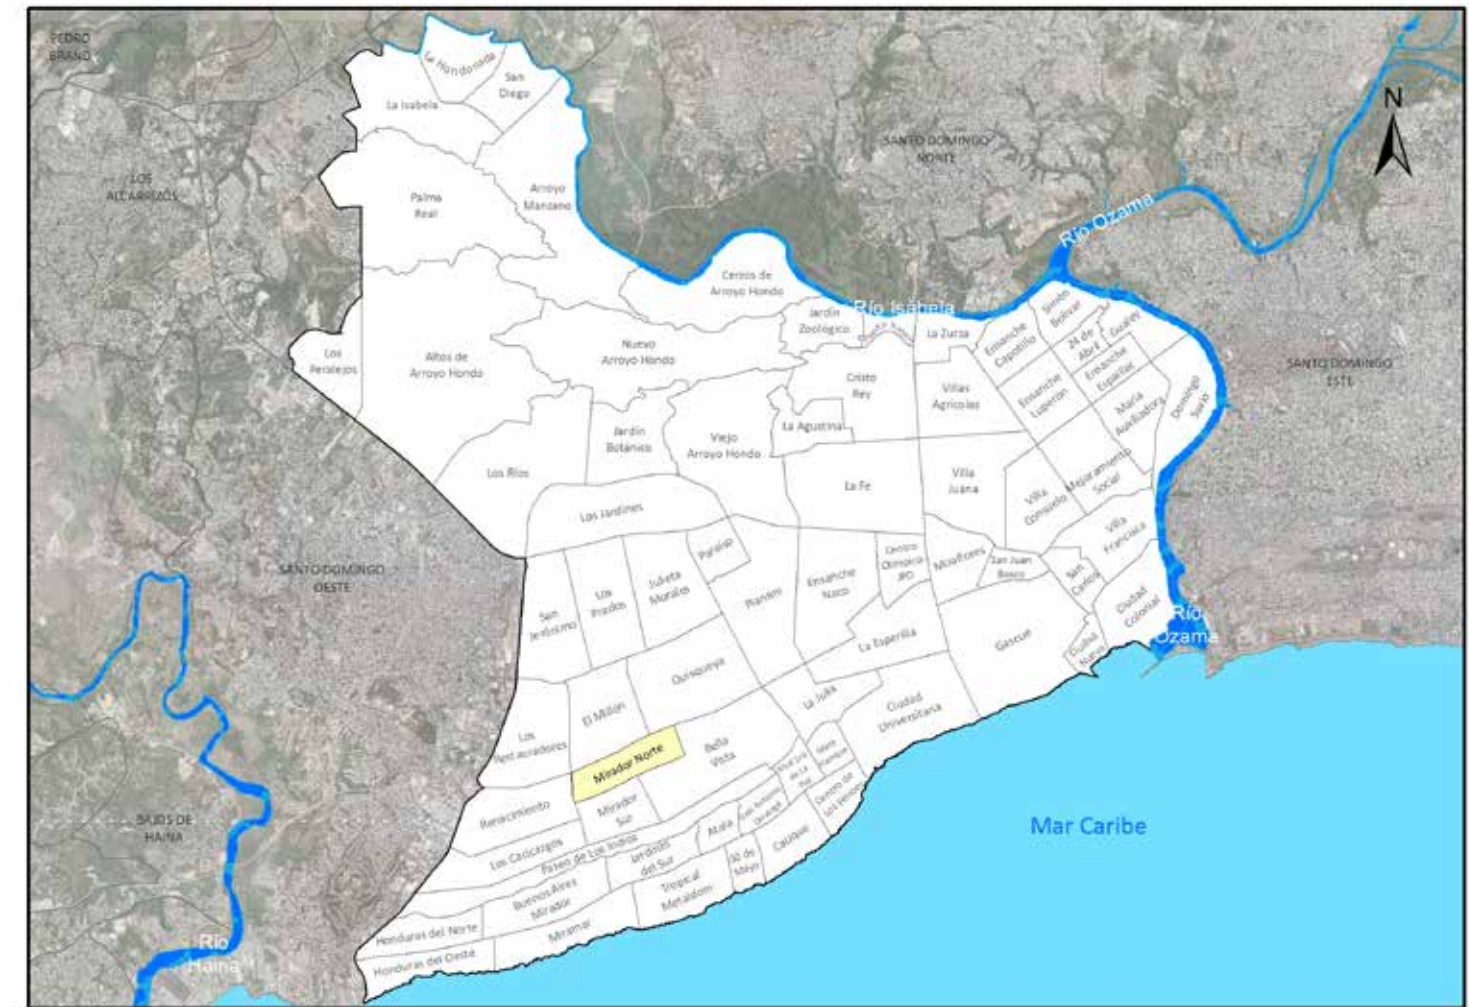 PEDRO
BRAND
La Hondonada
San
Diego
La Isabela
N
SANTO DOMINGO
NORTE
LOS
ALCARRIZOS
Palma
Real
Arroyo
Manzano
Río Ozama
Cerros de
Arroyo Hondo
Río Isabela
Jardín
Zoológico
La Zurza
Ensanche
Capotillo
Simón
Bolívar
24 de
Abril
Gualey
Ensanche
Espaillat
Ensanche
Luperón
María
Auxiliadora
Domingo
Savio
SANTO DOMINGO
ESTE
Los
Peralejos
Altos de
Arroyo Hondo
Nuevo
Arroyo Hondo
Cristo
Rey
Villas
Agrícolas
La Agustina
Jardín
Botánico
Viejo
Arroyo Hondo
Los Ríos
La Fe
Villa
Juana
Villa
Consuelo
Mejoramiento
Social
Villa
Francisca
Los Jardines
SANTO DOMINGO
OESTE
San
Jerónimo
Los
Prados
Julieta
Morales
Paraíso
Piantini
Ensanche
Naco
Centro
Olímpico
JPD
Miraflores
San Juan
Bosco
San
Carlos
Ciudad
Colonial
Río
Ozama
Ciudad
Nueva
Gascue
La Esperilla
Quisqueya
La Julia
Ciudad
Universitaria
El Millón
Los
Restauradores
Mirador Norte
Bella
Vista
Renacimiento
Mirador
Sur
Los Cacicazgos
Paseo de Los Indios
Atala
Centro de
Los Heroes
Cacique
30 de
Mayo
Jardines
del Sur
Tropical
Metaldom
Buenos Aires
Mirador
Miramar
Honduras del Norte
Honduras del Oeste
BAJOS DE
HAINA
Río
Haina
Mar Caribe